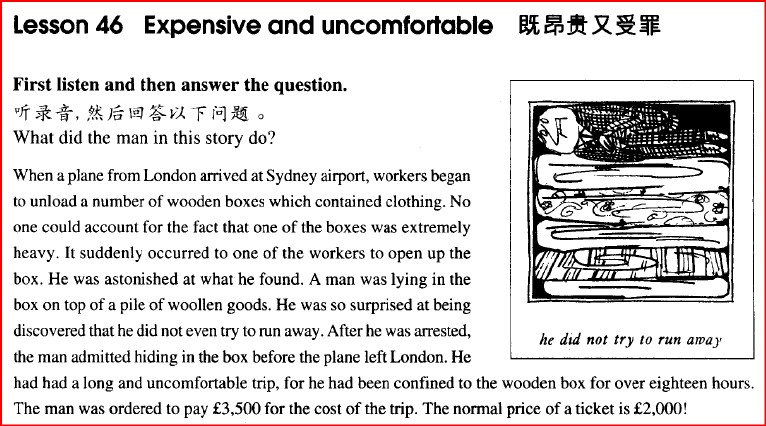 Lesson 46 Expensive and uncomfortable 既昂贵又受罪
First listen and then answer the question.
听录音，然后回答以下问题。
What did the man in this story do?
When a plane from London arrived at Sydney airport, workers began
to unload a number of wooden boxes which contained clothing. No
one could account for the fact that one of the boxes was extremely
heavy. It suddenly occurred to one of the workers to open up the
box. He was astonished at what he found. A man was lying in the
box on top of a pile of woollen goods. He was so surprised at being
discovered that he did not even try to run away. After he was arrested,
the man admitted hiding in the box before the plane left London. He
had had a long and uncomfortable trip, for he had been confined to the wooden box for over eighteen hours.
The man was ordered to pay £3,500 for the cost of the trip. The normal price of a ticket is £2,000!
he did not try to run away